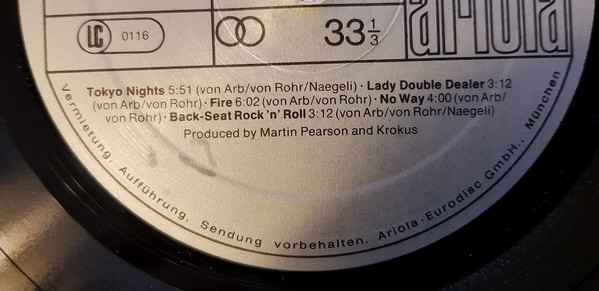 LC 0116 33 1/3 ariola
Tokyo Nights 5:51 (von Arb/von Rohr/Naegeli) · Lady Double Dealer 3:12
(von Arb/von Rohr) · Fire 6:02 (von Arb/von Rohr) · No Way 4:00 (von Arb/
von Rohr) · Back-Seat Rock 'n' Roll 3:12 (von Arb/von Rohr/Naegeli)
Produced by Martin Pearson and Krokus
Vermietung, Aufführung, Sendung vorbehalten. Ariola-Eurodisc GmbH., München